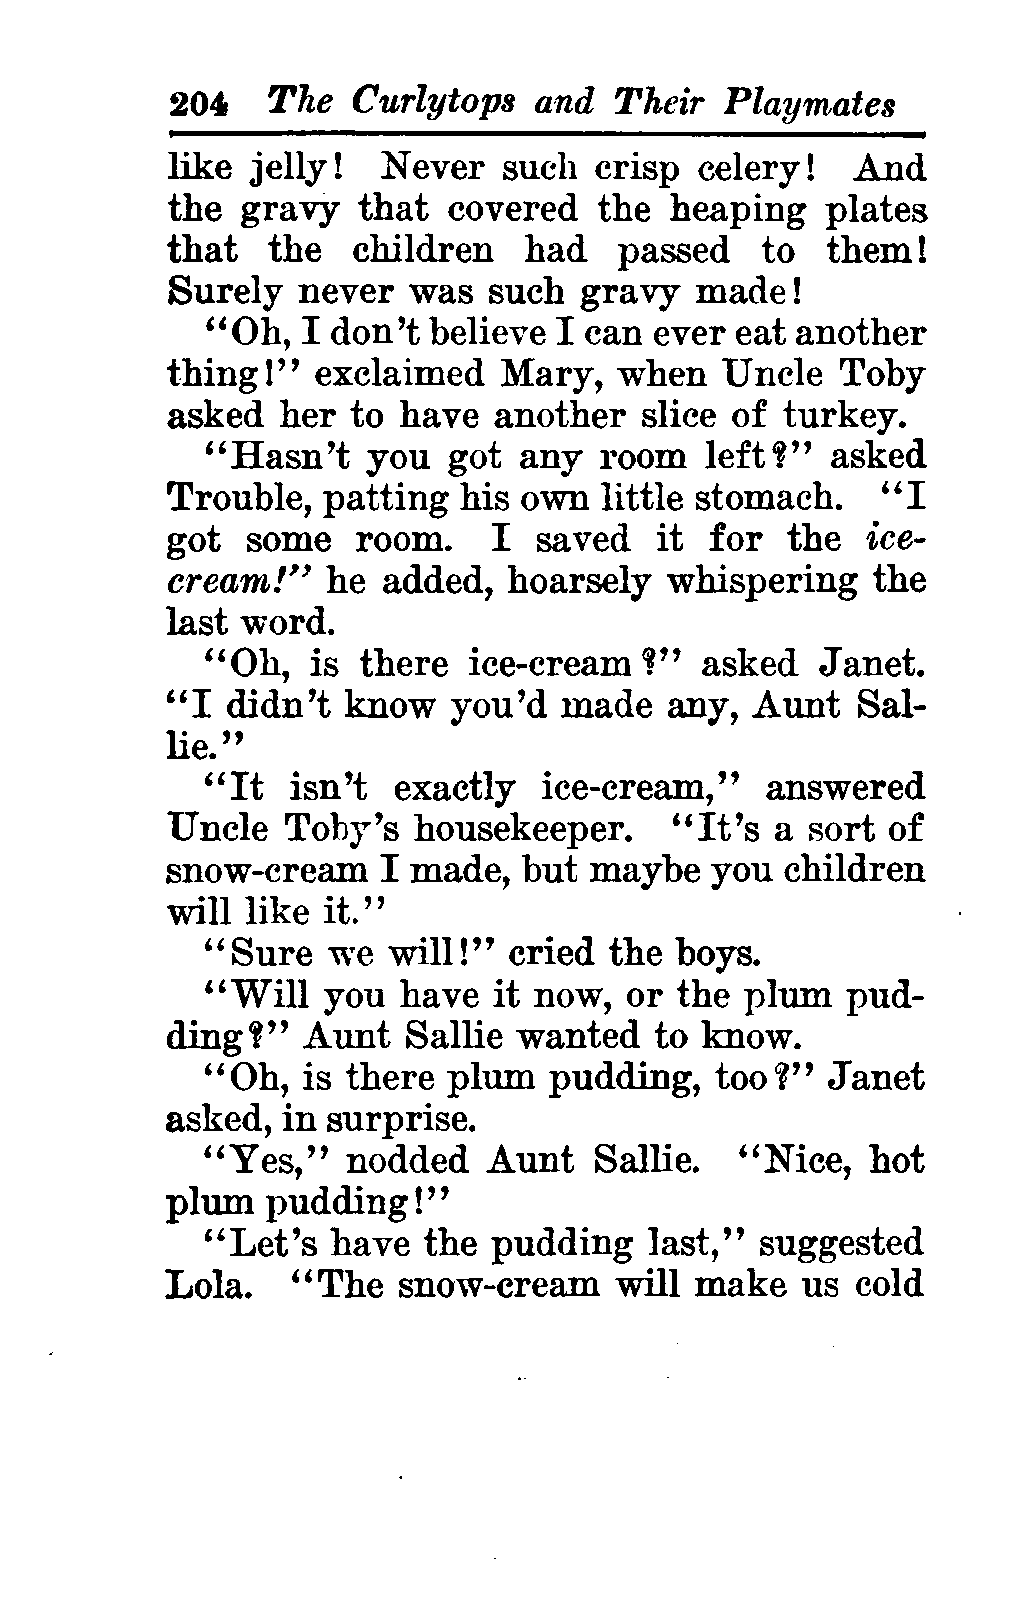 204 The Curlytops and Their Playmates
like jelly! Never such crisp celery! And
the gravy that covered the heaping plates
that the children had passed to them!
Surely never was such gravy made!
“Oh, I don’t believe I can ever eat another
thing!” exclaimed Mary, when Uncle Toby
asked her to have another slice of turkey.
“Hasn’t you got any room left?” asked
Trouble, patting his own little stomach. “I
got some room. I saved it for the ice-
cream!” he added, hoarsely whispering the
last word.
“Oh, is there ice-cream?” asked Janet.
“I didn’t know you’d made any, Aunt Sal-
lie.”
“It isn’t exactly ice-cream,” answered
Uncle Toby’s housekeeper. “It’s a sort of
snow-cream I made, but maybe you children
will like it.”
“Sure we will!” cried the boys.
“Will you have it now, or the plum pud-
ding?” Aunt Sallie wanted to know.
“Oh, is there plum pudding, too?” Janet
asked, in surprise.
“Yes,” nodded Aunt Sallie. “Nice, hot
plum pudding!”
“Let’s have the pudding last,” suggested
Lola. “The snow-cream will make us cold